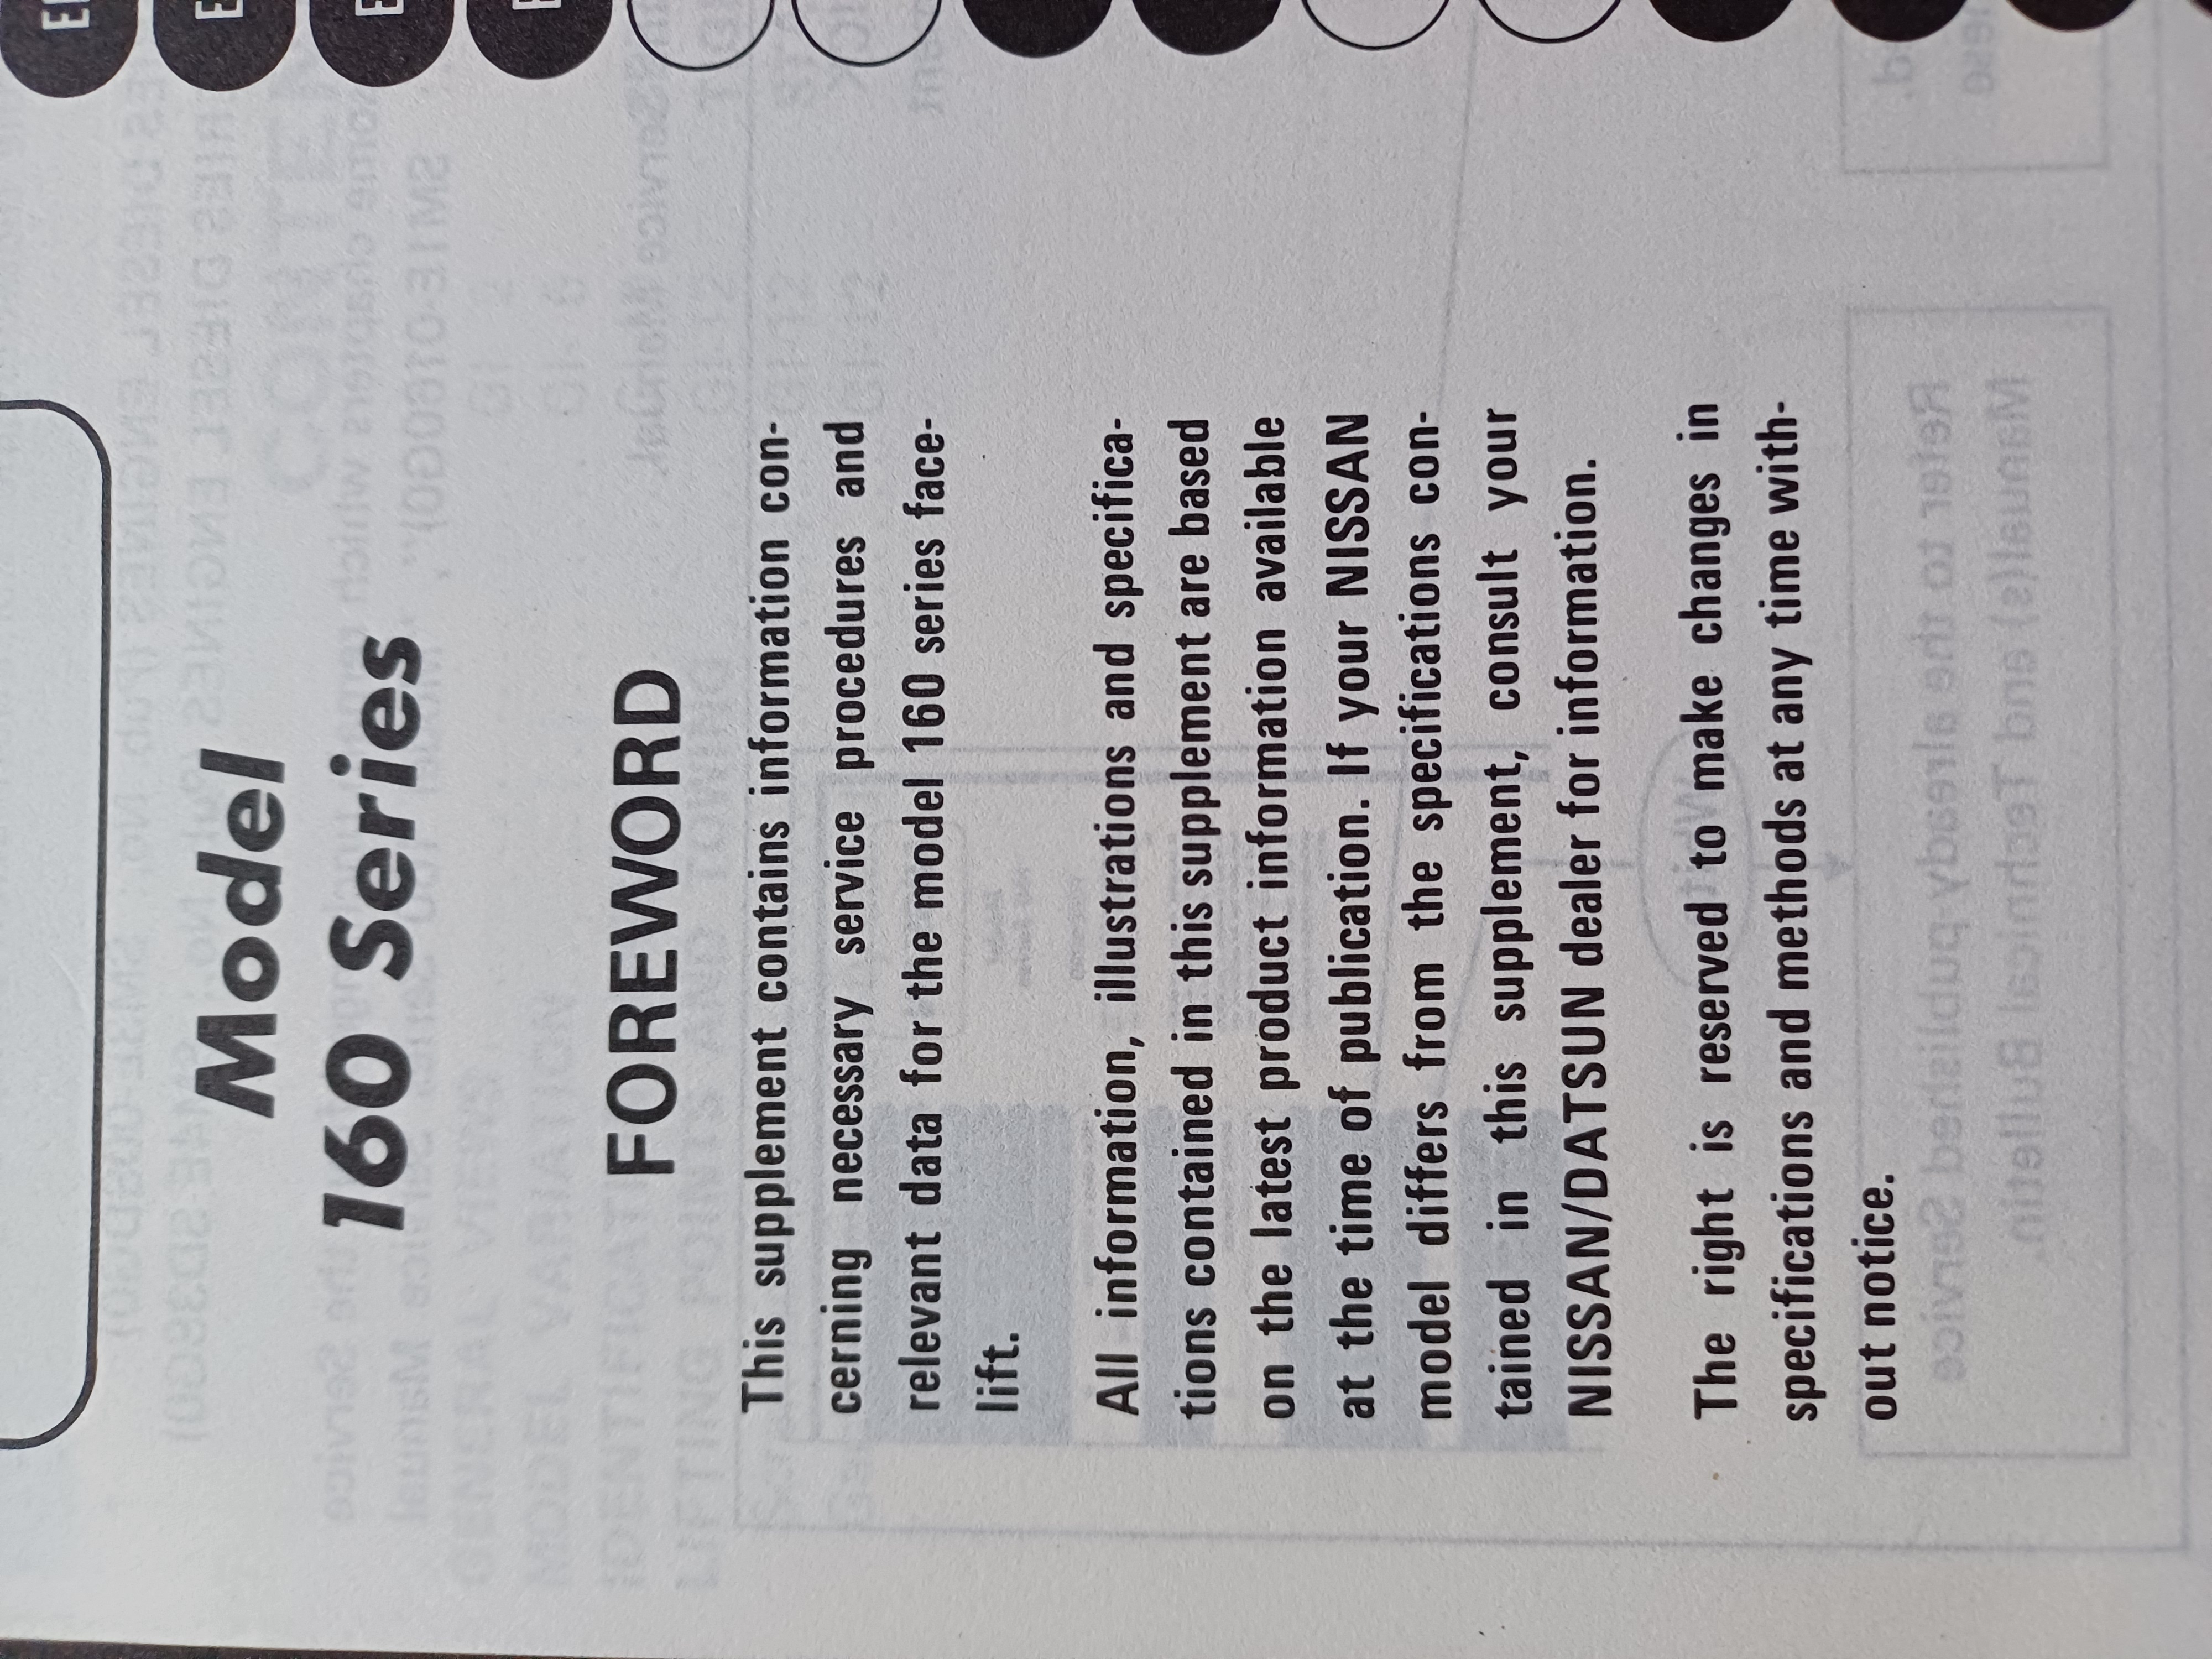 Model
160 Series
FOREWORD
This supplement contains information con-
cerning necessary service procedures and
relevant data for the model 160 series face-
lift.
All information, illustrations and specifica-
tions contained in this supplement are based
on the latest product information available
at the time of publication. If your NISSAN
model differs from the specifications con-
tained in this supplement, consult your
NISSAN/DATSUN dealer for information.
The right is reserved to make changes in
specifications and methods at any time with-
out notice.